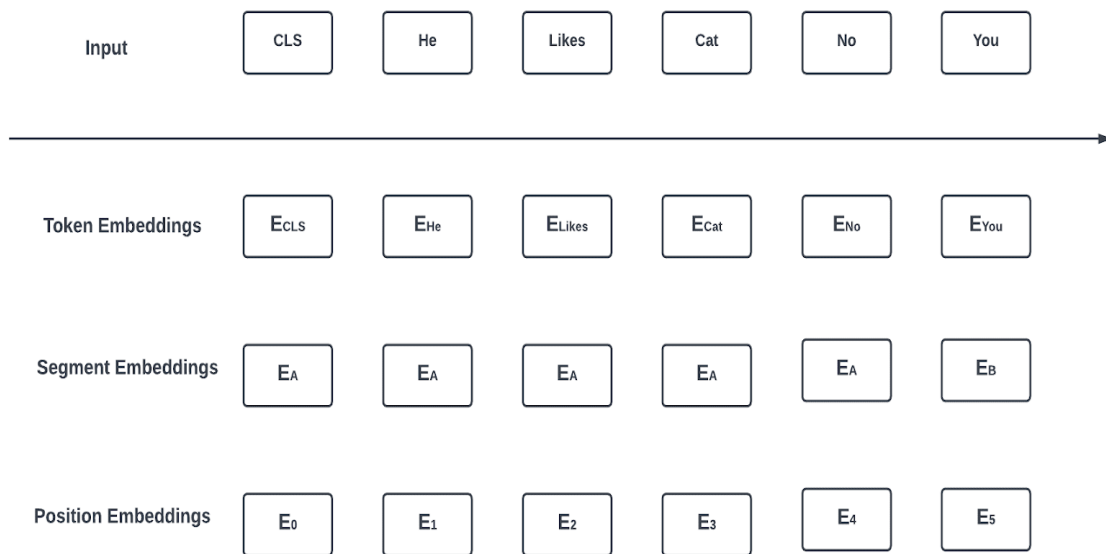 Input CLS He Likes Cat No You
Token Embeddings ECLS EHe ELikes ECat ENo EYou
Segment Embeddings EA EA EA EA EA EB
Position Embeddings E0 E1 E2 E3 E4 E5